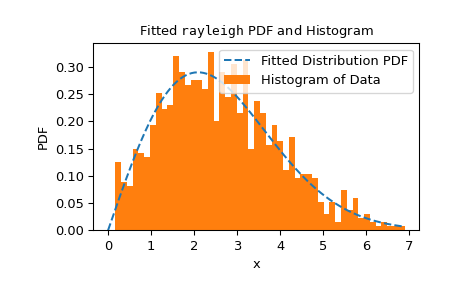 Fitted rayleigh PDF and Histogram
Fitted Distribution PDF
Histogram of Data
PDF
0.30
0.25
0.20
0.15
0.10
0.05
0.00
0 1 2 3 4 5 6 7
x